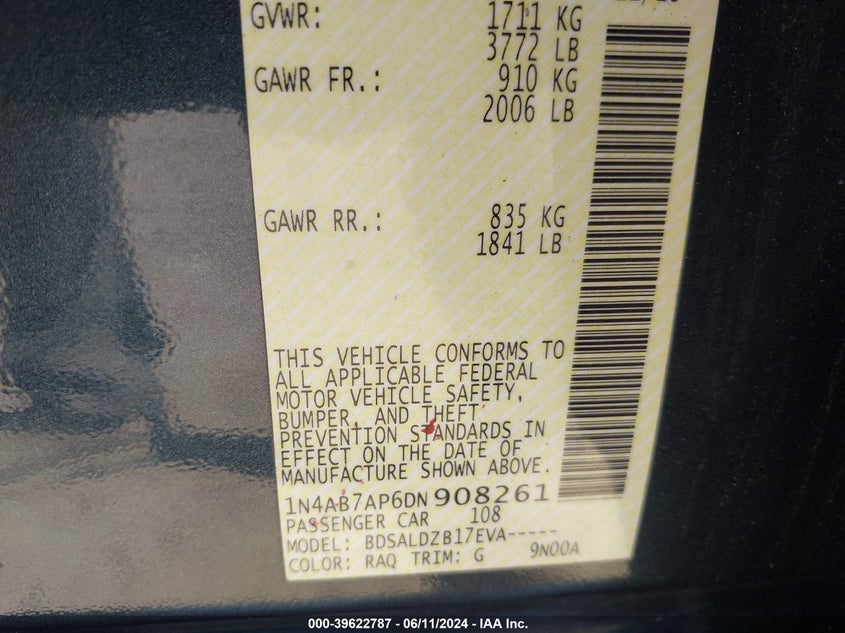 GVWR: 1711 KG
3772 LB
GAWR FR.: 910 KG
2006 LB
GAWR RR.: 835 KG
1841 LB
THIS VEHICLE CONFORMS TO
ALL APPLICABLE FEDERAL
MOTOR VEHICLE SAFETY,
BUMPER, AND THEFT
PREVENTION STANDARDS IN
EFFECT ON THE DATE OF
MANUFACTURE SHOWN ABOVE.
1N4AB7AP6DN908261
PASSENGER CAR 108
MODEL: BDSALDZB17EVA-----
COLOR: RAQ TRIM: G 9N00A
000-39622787 - 06/11/2024 - IAA Inc.